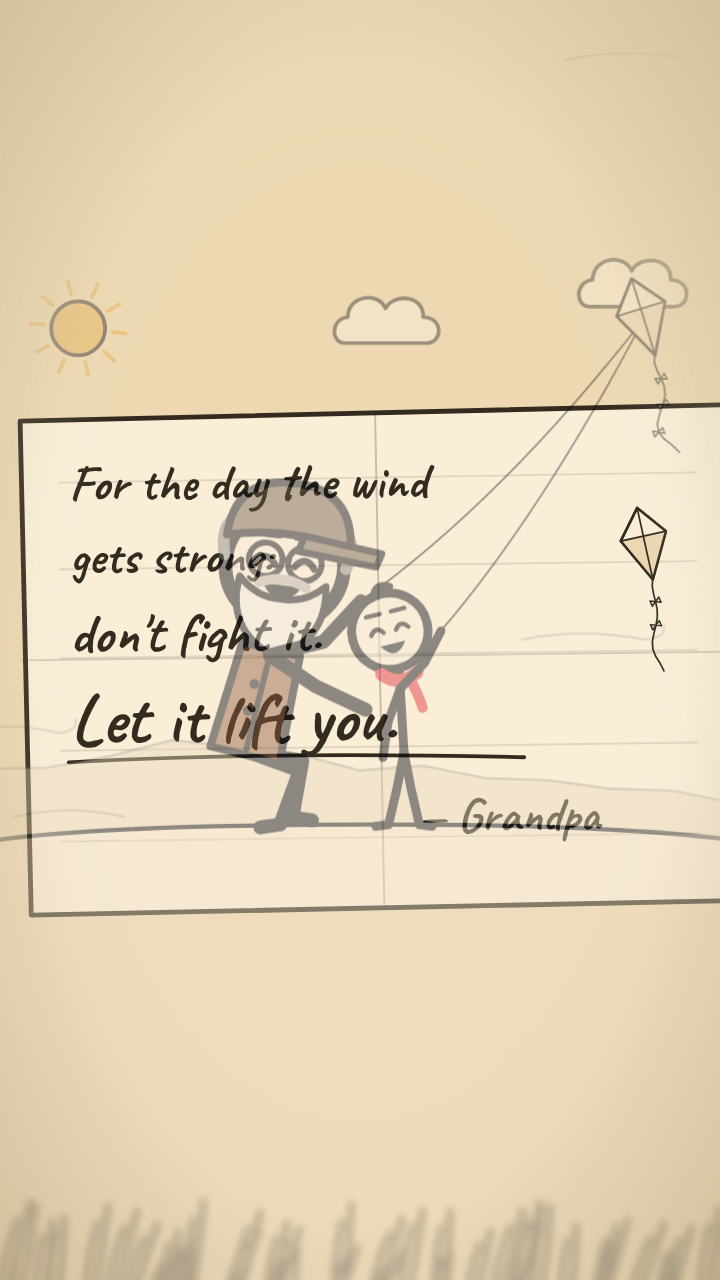 For the day the wind
gets strong:
don't fight it.
Let it lift you.
— Grandpa